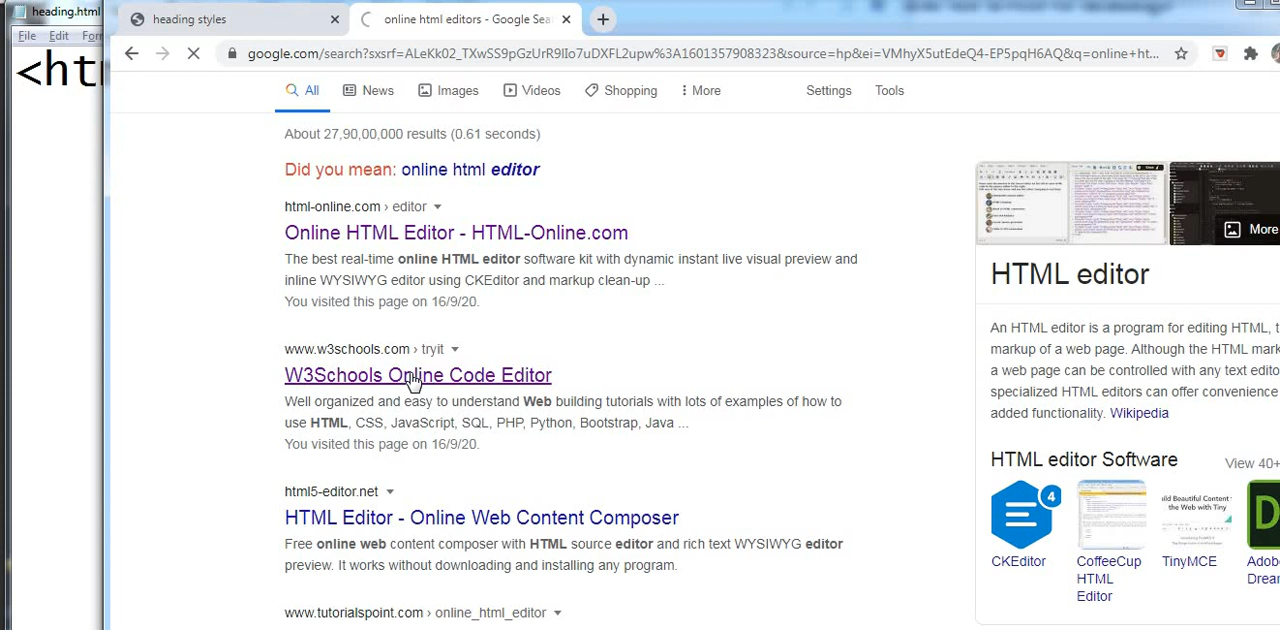 heading.html
File Edit
<ht
heading styles
online html editors - Google Sea
google.com/search?sxsrf=ALeKk02_TXwSS9pGzUrR9lIo7uDXFL2upw%3A1601357908323&source=hp&ei=VMhyX5utEdeQ4-EP5pqH6AQ&q=online+ht...
All News Images Videos Shopping More Settings Tools
About 27,90,00,000 results (0.61 seconds)
Did you mean: online html editor
html-online.com
Online HTML Editor - HTML-Online.com
The best real-time online HTML editor software kit with dynamic instant live visual preview and
inline WYSIWYG editor using CKEditor and markup clean-up ...
You visited this page on 16/9/20.
www.w3schools.com › tryit
W3Schools Online Code Editor
Well organized and easy to understand Web building tutorials with lots of examples of how to
use HTML, CSS, JavaScript, SQL, PHP, Python, Bootstrap, Java ...
You visited this page on 16/9/20.
html5-editor.net
HTML Editor - Online Web Content Composer
Free online web content composer HTML source editor and rich text WYSIWYG editor
preview. It works without downloading and installing any program.
www.tutorialspoint.com › online_html_editor
More
HTML editor
An HTML editor is a program for editing HTML, t
markup of a web page. Although the HTML mark
a web page can be controlled with any text edito
specialized HTML editors can offer convenience
added functionality. Wikipedia
HTML editor Software
View 40+
4
uild Beautiful Content
the Web with Tiny
D
CKEditor
CoffeeCup
HTML
Editor
TinyMCE
Adob
Drea